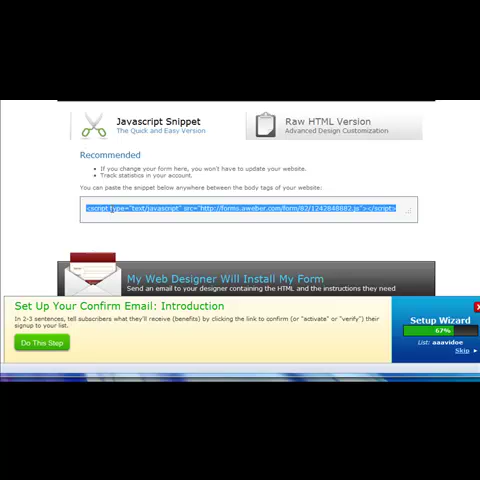 Javascript Snippet
The Quick and Easy Version
Raw HTML Version
Advanced Design Customization
Recommended
If you change your form here, you won't have to update your website.
Track statistics in your account.
You can paste the snippet below anywhere between the body tags of your website:
<script type="text/javascript" src="http://forms.aweber.com/form/82/1242848882.js"></script>
My Web Designer Will Install My Form
Send an email to your designer containing the HTML and the instructions they need
Set Up Your Confirm Email: Introduction
In 2-3 sentences, tell subscribers what they'll receive (benefits) by clicking the link to confirm (or "activate" or "verify") their
signup to your list.
Do This Step
Setup Wizard
67%
List: aaavidoe
Skip